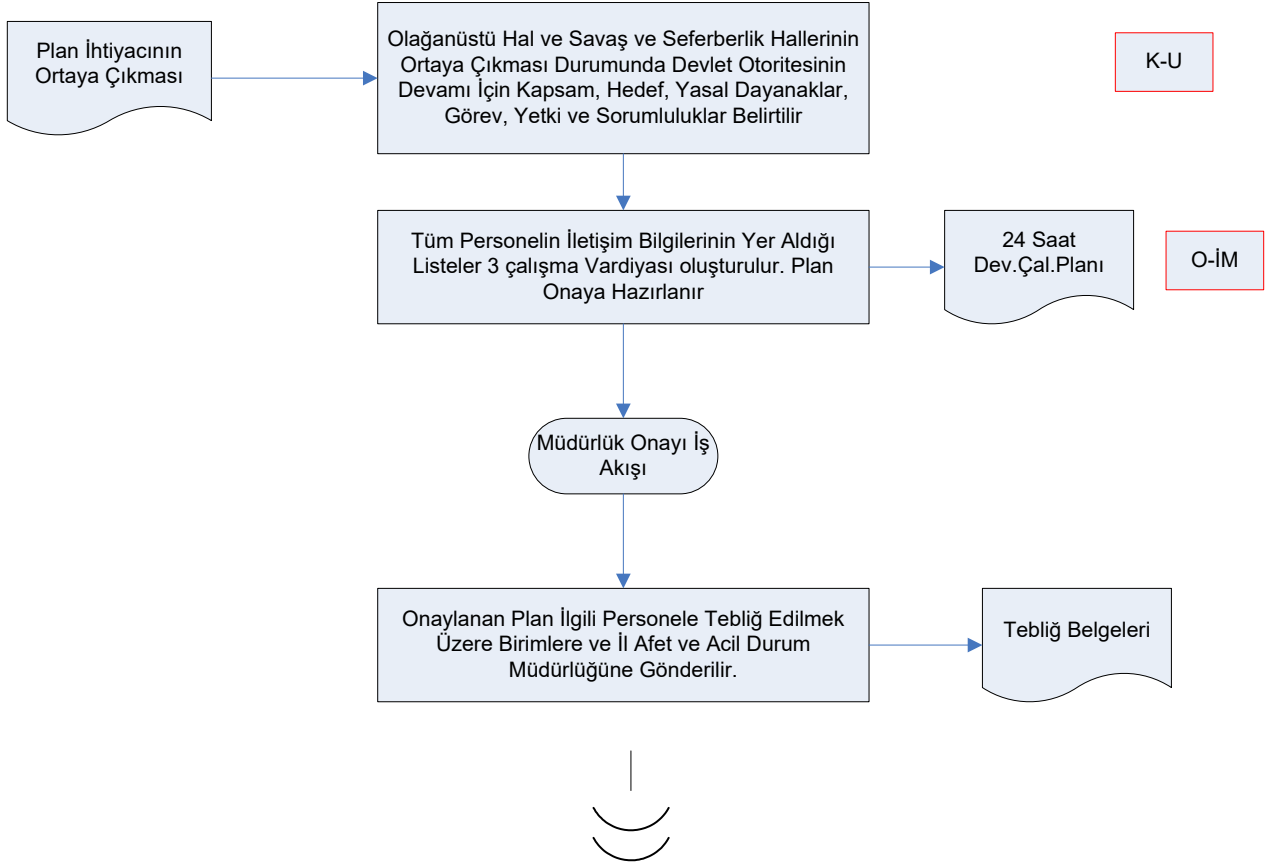 Plan İhtiyacının
Ortaya Çıkması
Olağanüstü Hal ve Savaş ve Seferberlik Hallerinin
Ortaya Çıkması Durumunda Devlet Otoritesinin
Devamı İçin Kapsam, Hedef, Yasal Dayanaklar,
Görev, Yetki ve Sorumluluklar Belirtilir
K-U
Tüm Personelin İletişim Bilgilerinin Yer Aldığı
Listeler 3 çalışma Vardiyası oluşturulur. Plan
Onaya Hazırlanır
24 Saat
Dev.Çal.Planı
O-İM
Müdürlük Onayı İş
Akışı
Onaylanan Plan İlgili Personele Tebliğ Edilmek
Üzere Birimlere ve İl Afet ve Acil Durum
Müdürlüğüne Gönderilir.
Tebliğ Belgeleri